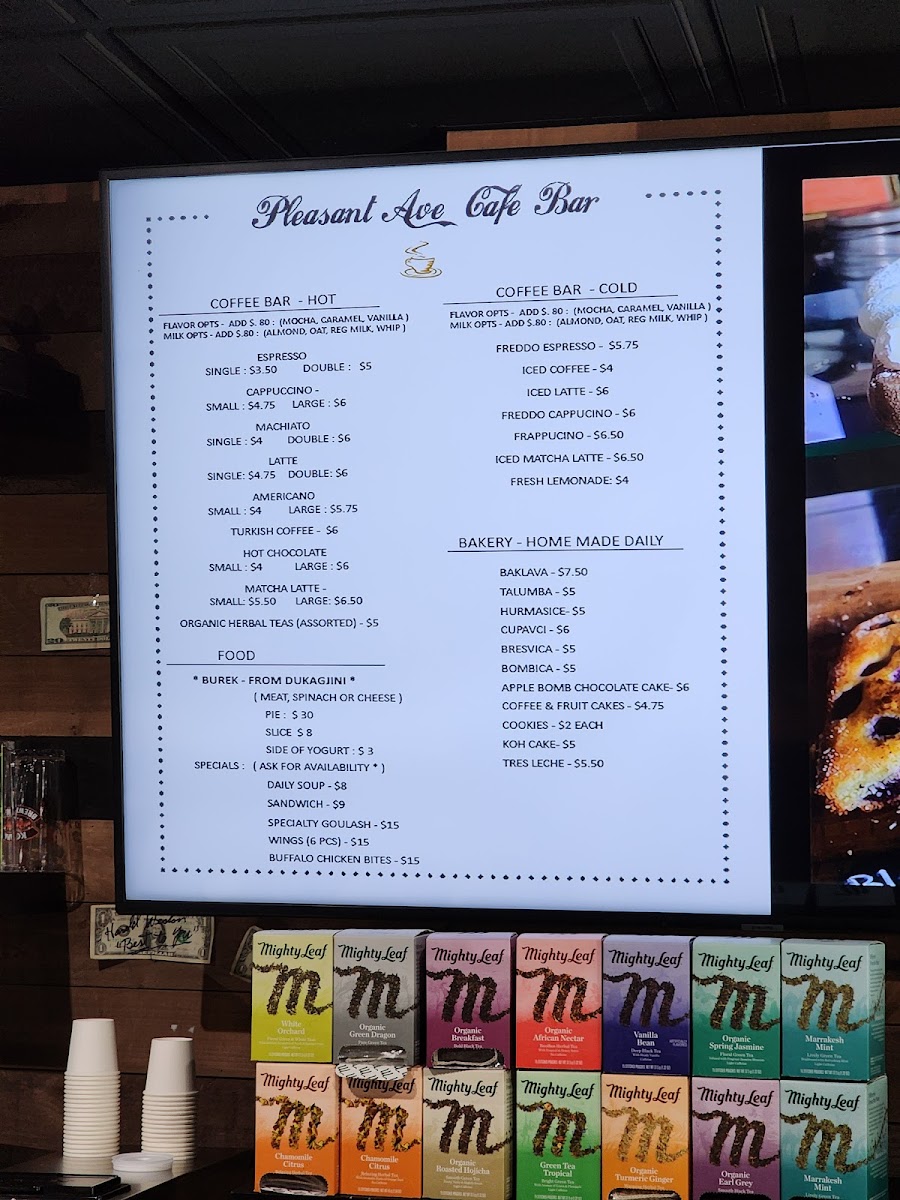 Pleasant Ave Cafe Bar
COFFEE BAR - HOT
FLAVOR OPTS - ADD $. 80 : (MOCHA, CARAMEL, VANILLA )
MILK OPTS - ADD $.80 : (ALMOND, OAT, REG MILK, WHIP )
ESPRESSO
SINGLE : $3.50 DOUBLE : $5
CAPPUCCINO -
SMALL : $4.75 LARGE : $6
MACHIATO
SINGLE : $4 DOUBLE : $6
LATTE
SINGLE: $4.75 DOUBLE: $6
AMERICANO
SMALL : $4 LARGE : $5.75
TURKISH COFFEE - $6
HOT CHOCOLATE
SMALL : $4 LARGE : $6
MATCHA LATTE -
SMALL: $5.50 LARGE: $6.50
ORGANIC HERBAL TEAS (ASSORTED) - $5
FOOD
* BUREK - FROM DUKAGJINI *
( MEAT, SPINACH OR CHEESE )
PIE : $ 30
SLICE $ 8
SIDE OF YOGURT : $ 3
SPECIALS : ( ASK FOR AVAILABILITY * )
DAILY SOUP - $8
SANDWICH - $9
SPECIALTY GOULASH - $15
WINGS (6 PCS) - $15
BUFFALO CHICKEN BITES - $15
COFFEE BAR - COLD
FLAVOR OPTS - ADD $. 80 : (MOCHA, CARAMEL, VANILLA )
MILK OPTS - ADD $.80 : (ALMOND, OAT, REG MILK, WHIP )
FREDDO ESPRESSO - $5.75
ICED COFFEE - $4
ICED LATTE - $6
FREDDO CAPPUCINO - $6
FRAPPUCINO - $6.50
ICED MATCHA LATTE - $6.50
FRESH LEMONADE: $4
BAKERY - HOME MADE DAILY
BAKLAVA - $7.50
TALUMBA - $5
HURMASICE- $5
CUPAVCI - $6
BRESVICA - $5
BOMBICA - $5
APPLE BOMB CHOCOLATE CAKE- $6
COFFEE & FRUIT CAKES - $4.75
COOKIES - $2 EACH
KOH CAKE- $5
TRES LECHE - $5.50
"Best to You"
Mighty Leaf
White
Orchard
Mighty Leaf
Organic
Green Dragon
Mighty Leaf
Organic
Breakfast
Mighty Leaf
Organic
African Nectar
Mighty Leaf
Vanilla
Bean
Mighty Leaf
Organic
Spring Jasmine
Mighty Leaf
Marrakesh
Mint
Mighty Leaf
Chamomile
Citrus
Mighty Leaf
Chamomile
Citrus
Mighty Leaf
Organic
Roasted Hojicha
Mighty Leaf
Green Tea
Tropical
Mighty Leaf
Organic
Turmeric Ginger
Mighty Leaf
Organic
Earl Grey
Mighty Leaf
Marrakesh
Mint